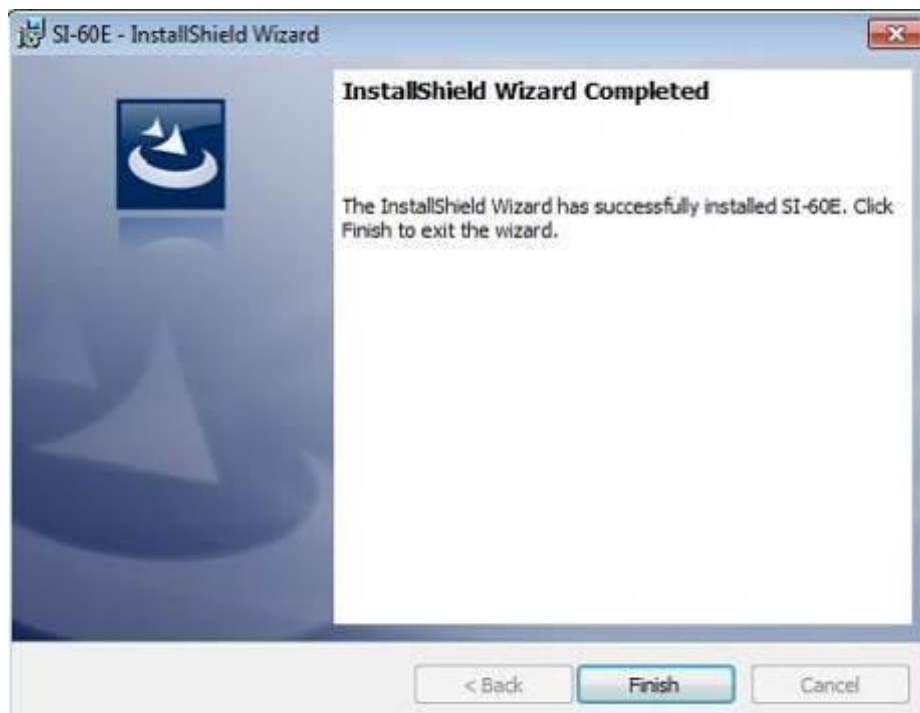 SI-60E - InstallShield Wizard
InstallShield Wizard Completed
The InstallShield Wizard has successfully installed SI-60E. Click
Finish to exit the wizard.
< Back
Finish
Cancel